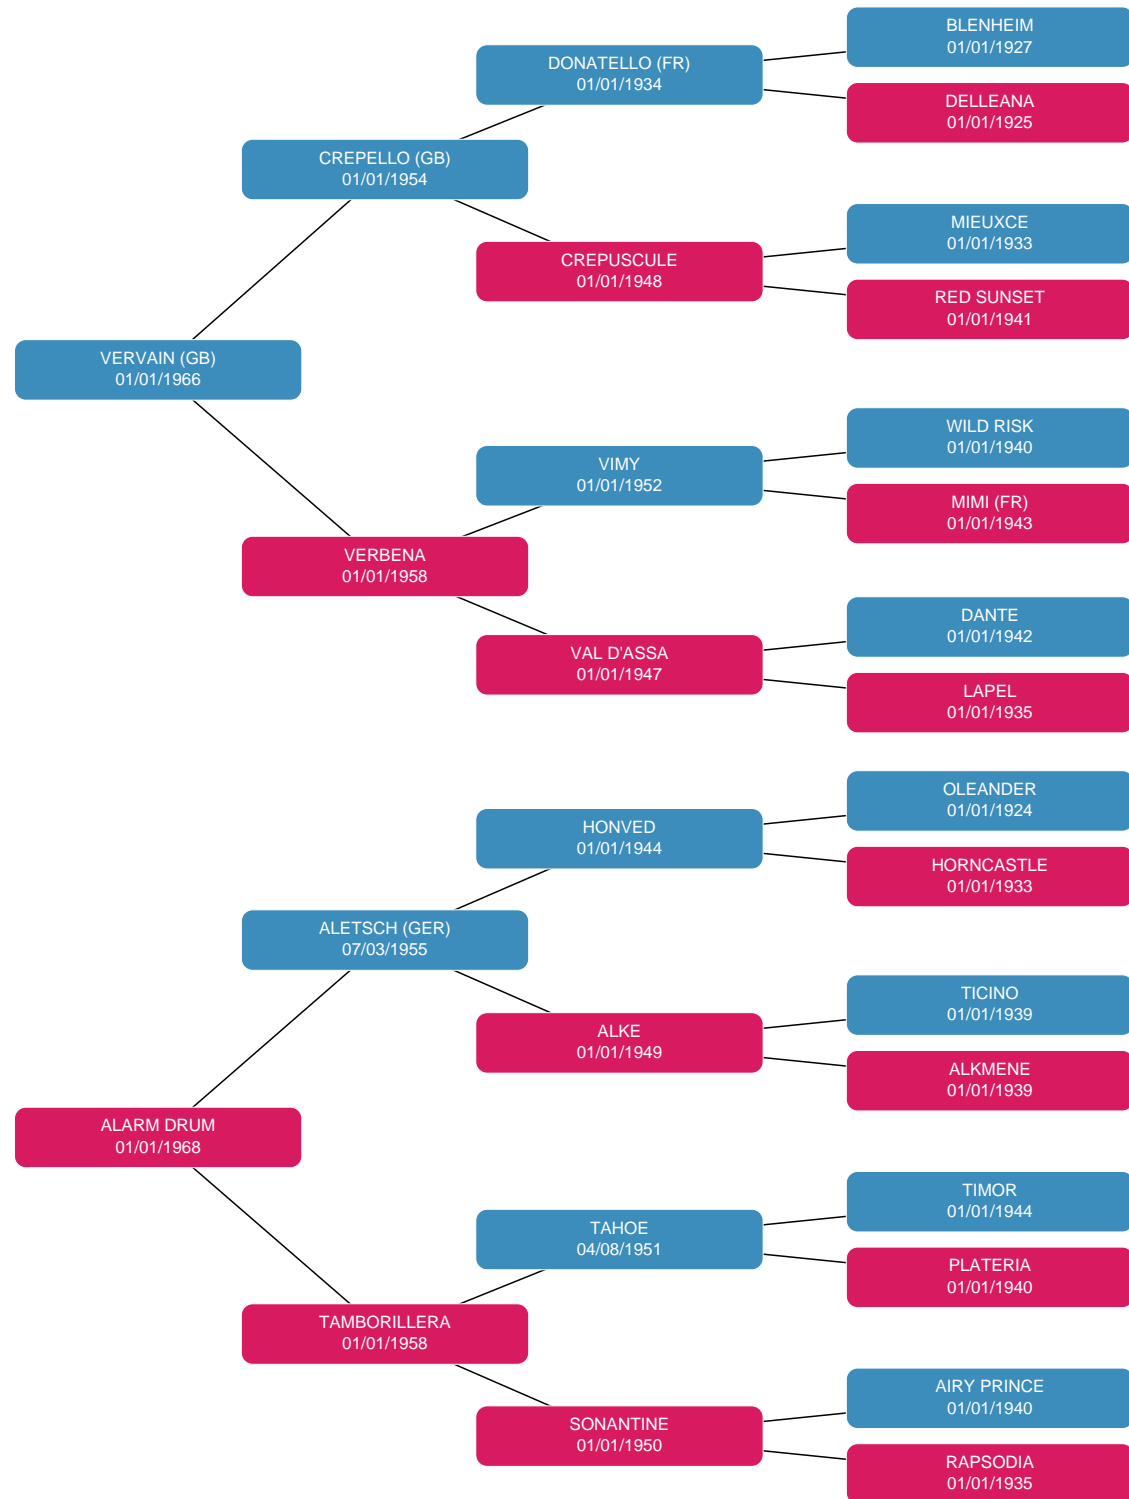 BLENHEIM
01/01/1927
DONATELLO (FR)
01/01/1934
DELLEANA
01/01/1925
CREPELLO (GB)
01/01/1954
MIEUXCE
01/01/1933
CREPUSCULE
01/01/1948
RED SUNSET
01/01/1941
VERVAIN (GB)
01/01/1966
WILD RISK
01/01/1940
VIMY
01/01/1952
MIMI (FR)
01/01/1943
VERBENA
01/01/1958
DANTE
01/01/1942
VAL D'ASSA
01/01/1947
LAPEL
01/01/1935
OLEANDER
01/01/1924
HONVED
01/01/1944
HORNCASTLE
01/01/1933
ALETSCH (GER)
07/03/1955
TICINO
01/01/1939
ALKE
01/01/1949
ALKMENE
01/01/1939
ALARM DRUM
01/01/1968
TIMOR
01/01/1944
TAHOE
04/08/1951
PLATERIA
01/01/1940
TAMBORILLERA
01/01/1958
AIRY PRINCE
01/01/1940
SONANTINE
01/01/1950
RAPSODIA
01/01/1935